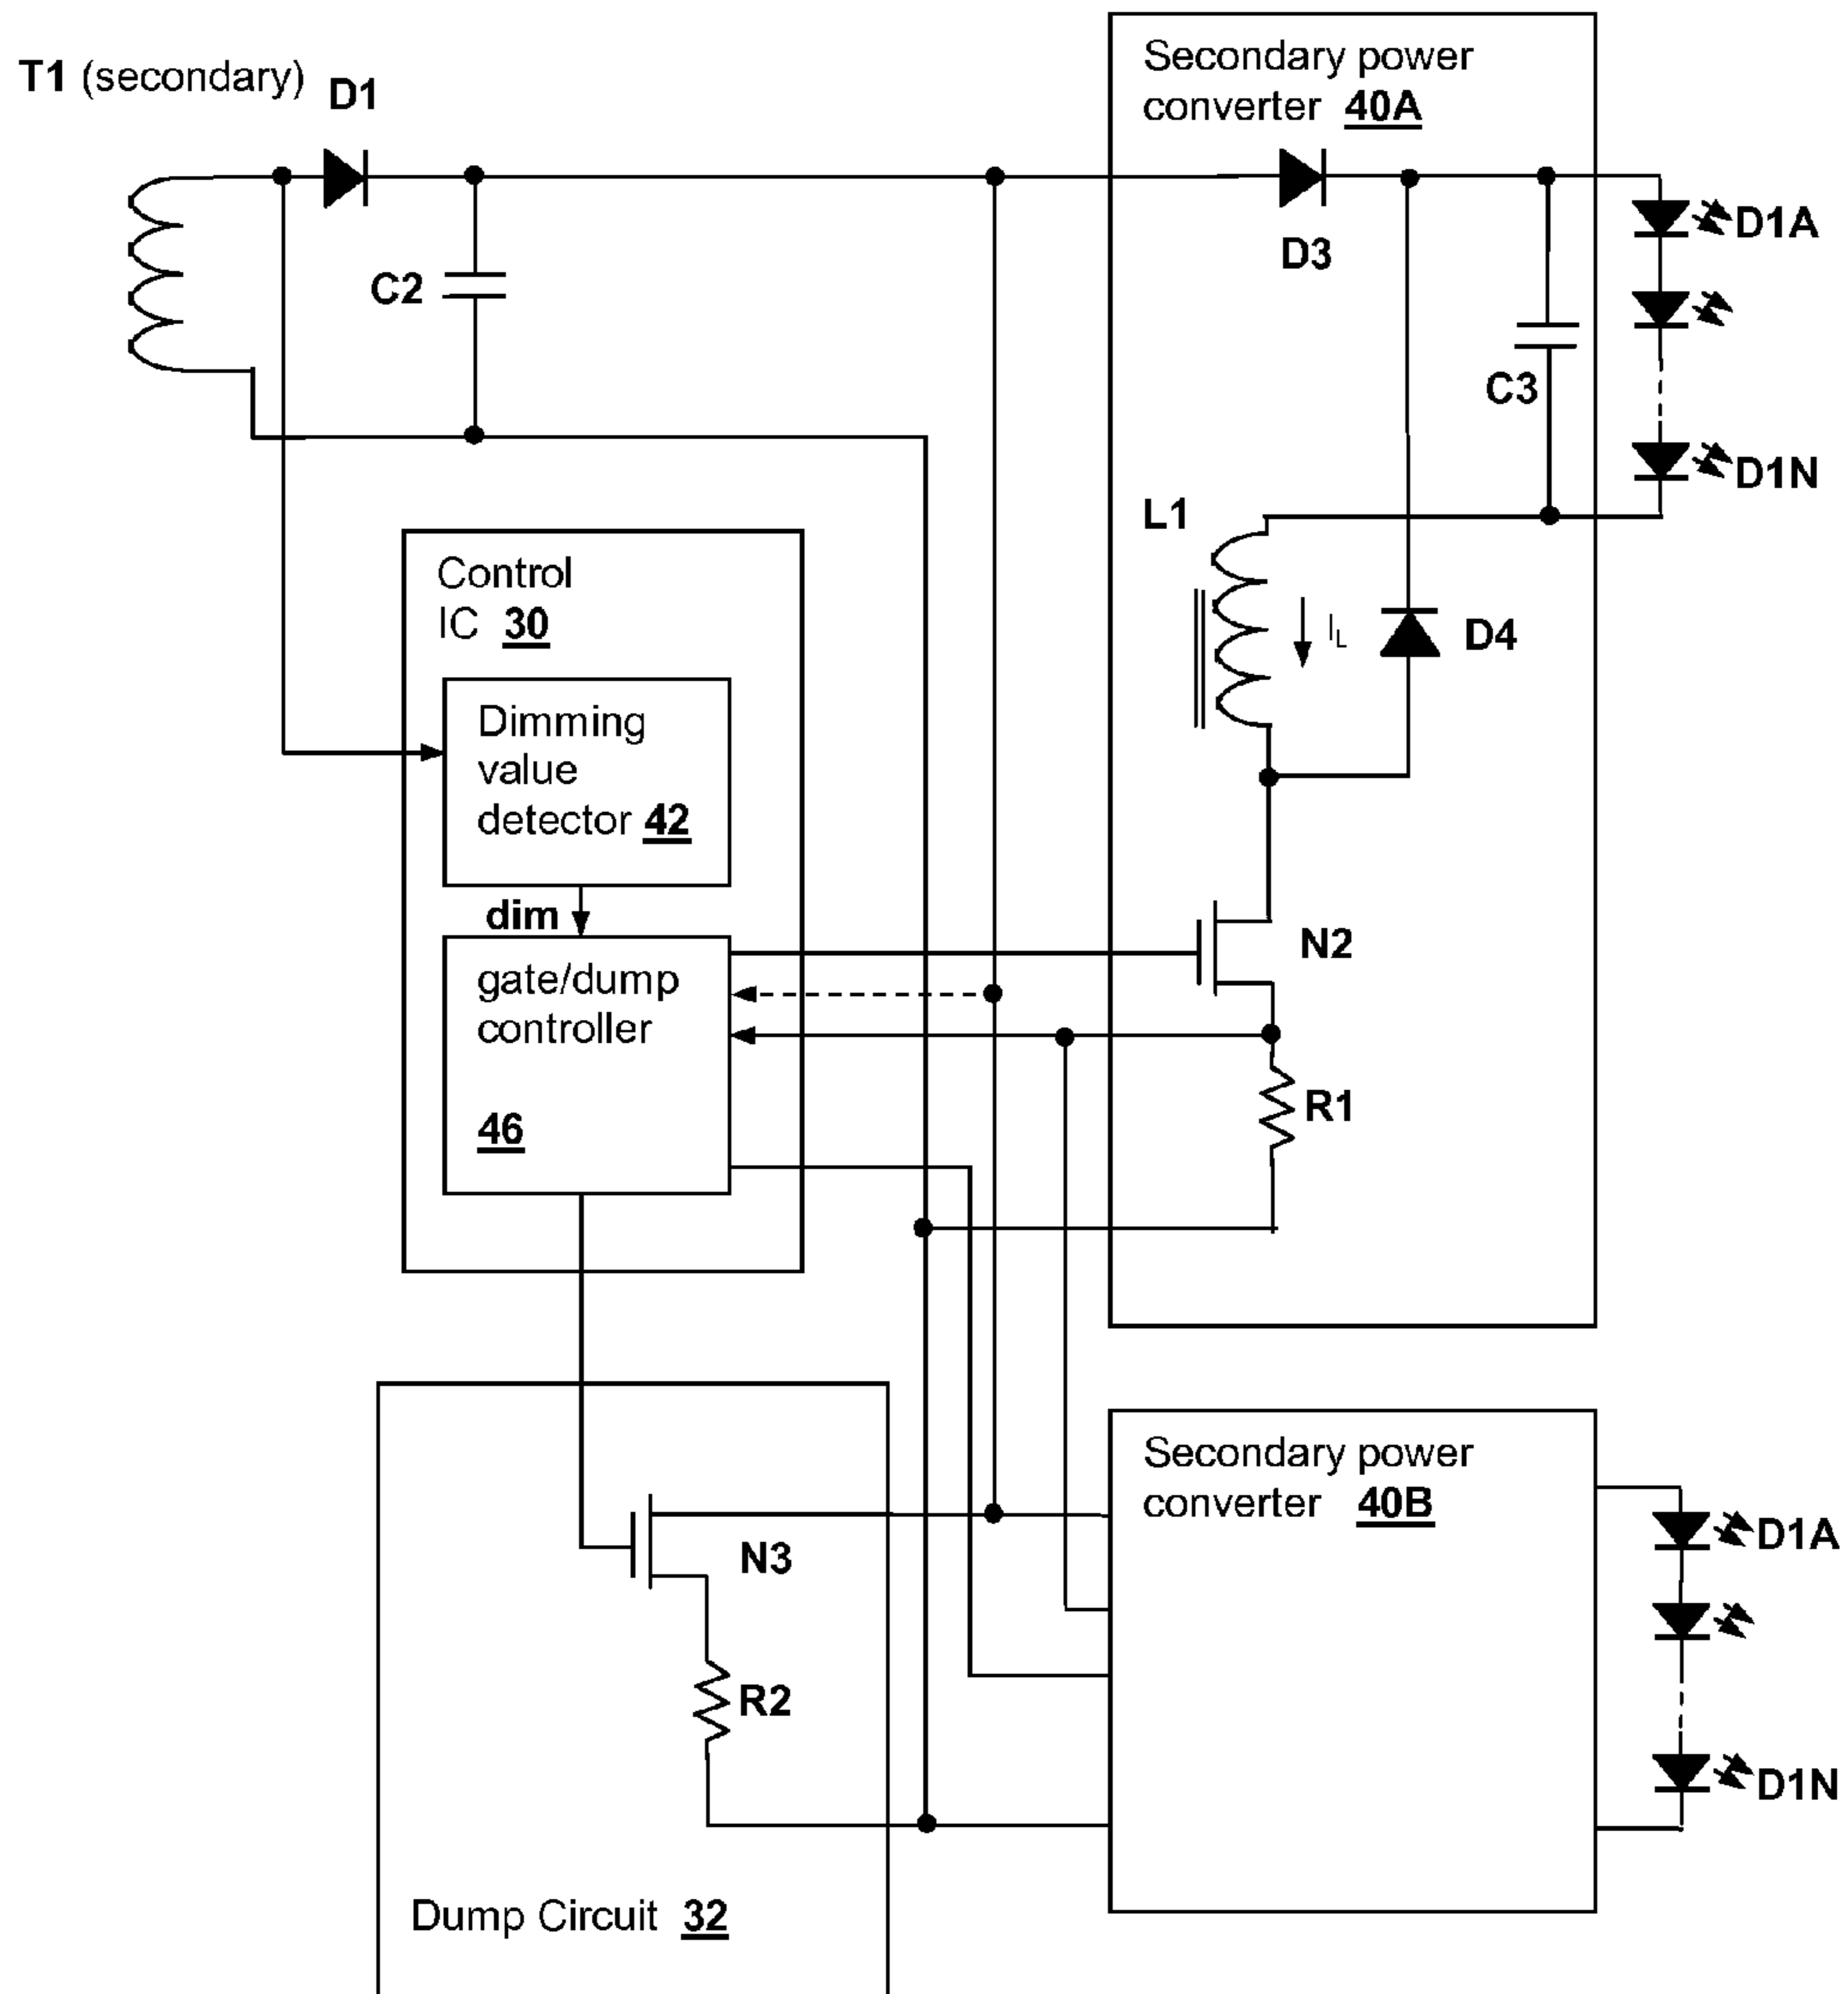 T1 (secondary)
D1
Secondary power
converter 40A
D3
D1A
C2
C3
D1N
L1
Control
IC 30
IL
D4
Dimming
value
detector 42
dim
N2
gate/dump
controller
46
R1
Secondary power
converter 40B
N3
D1A
R2
D1N
Dump Circuit 32